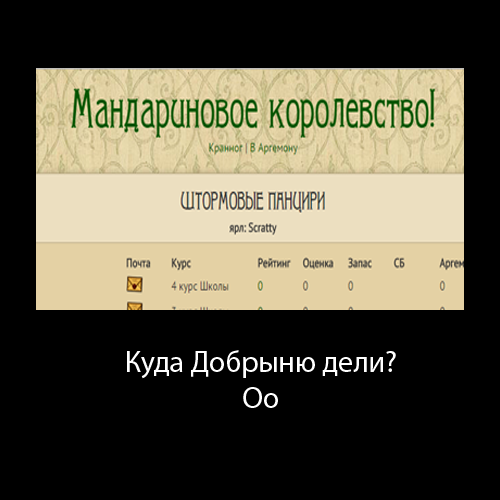 Мандариновое королевство!
Кранног | В Аргемону
ШТОРМОВЫЕ ПАНЦИРИ
ярл: Scratty
Почта Курс Рейтинг Оценка Запас СБ Аргем
4 курс Школы 0 0 0 0
Куда Добрыню дели?
Оо